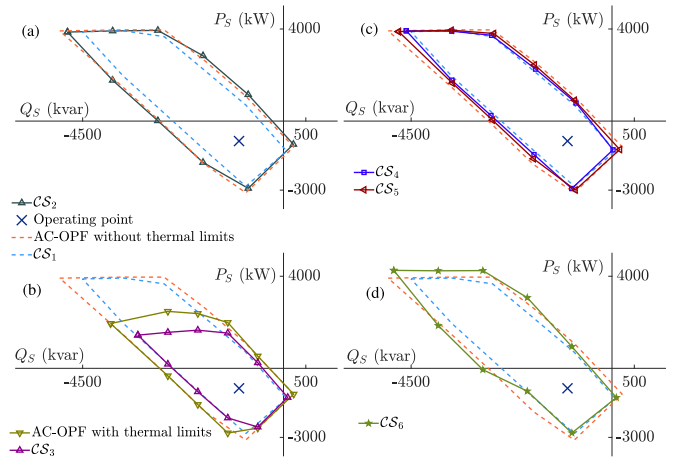 (a)
P_S (kW)
4000
Q_S (kvar)
-4500
500
-3000
CS_2
Operating point
AC-OPF without thermal limits
CS_1
(c)
P_S (kW)
4000
Q_S (kvar)
-4500
500
-3000
CS_4
CS_5
(b)
P_S (kW)
4000
Q_S (kvar)
-4500
500
-3000
AC-OPF with thermal limits
CS_3
(d)
P_S (kW)
4000
Q_S (kvar)
-4500
500
-3000
CS_6